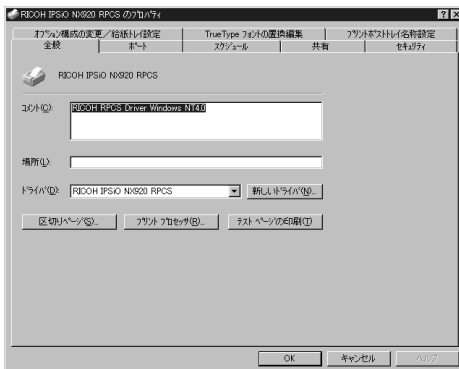 RICOH IPSiO NX920 RPCS のプロパティ
オプション構成の変更／給紙トレイ設定
TrueType フォントの置換編集
プリントポストトレイ名称設定
全般
ポート
スケジュール
共有
セキュリティ
RICOH IPSiO NX920 RPCS
コメント(C):
RICOH RPCS Driver Windows NT4.0
場所(L):
ドライバ(D):
RICOH IPSiO NX920 RPCS
新しいドライバ(N)...
区切りページ(S)...
プリント プロセッサ(R)...
テスト ページの印刷(T)
OK
キャンセル
ヘルプ